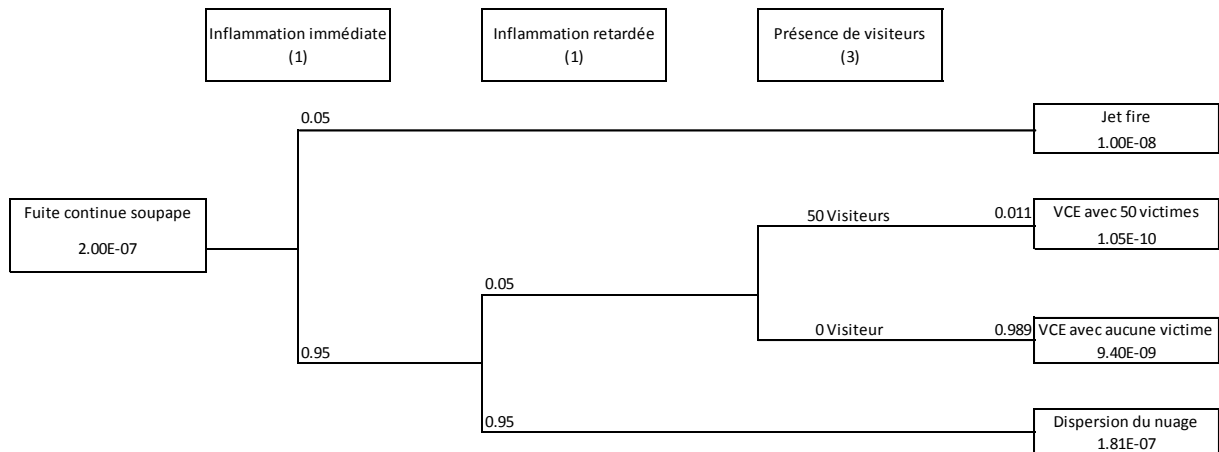 Inflammation immédiate
(1)
Inflammation retardée
(1)
Présence de visiteurs
(3)
0.05
Jet fire
1.00E-08
Fuite continue soupape
2.00E-07
50 Visiteurs
0.011
VCE avec 50 victimes
1.05E-10
0.05
0 Visiteur
0.989
VCE avec aucune victime
9.40E-09
0.95
0.95
Dispersion du nuage
1.81E-07